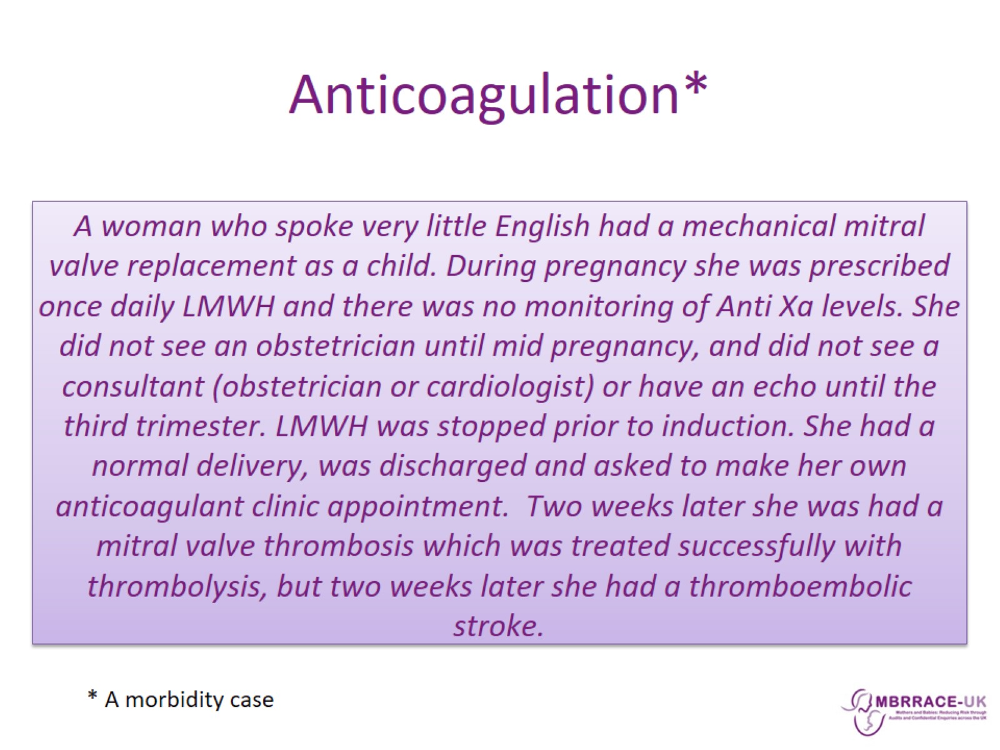 Anticoagulation*
A woman who spoke very little English had a mechanical mitral
valve replacement as a child. During pregnancy she was prescribed
once daily LMWH and there was no monitoring of Anti Xa levels. She
did not see an obstetrician until mid pregnancy, and did not see a
consultant (obstetrician or cardiologist) or have an echo until the
third trimester. LMWH was stopped prior to induction. She had a
normal delivery, was discharged and asked to make her own
anticoagulant clinic appointment.  Two weeks later she was had a
mitral valve thrombosis which was treated successfully with
thrombolysis, but two weeks later she had a thromboembolic
stroke.
* A morbidity case
MBRRACE-UK
Mothers and Babies: Reducing Risk through
Audits and Confidential Enquiries across the UK